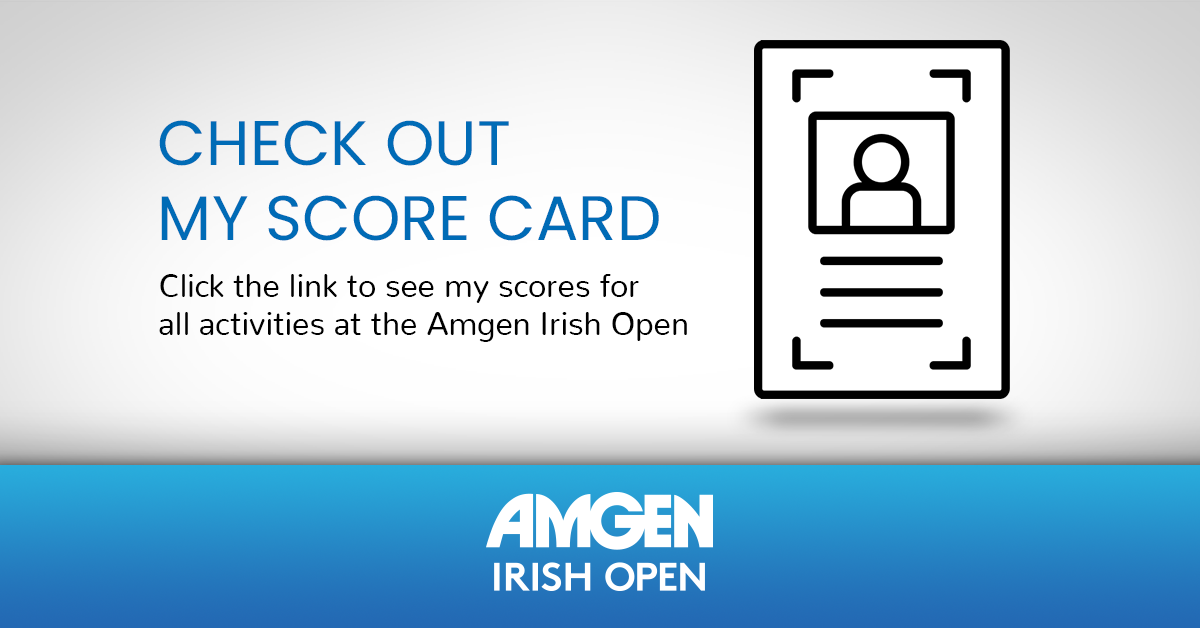 CHECK OUT
MY SCORE CARD
Click the link to see my scores for
all activities at the Amgen Irish Open
AMGEN
IRISH OPEN